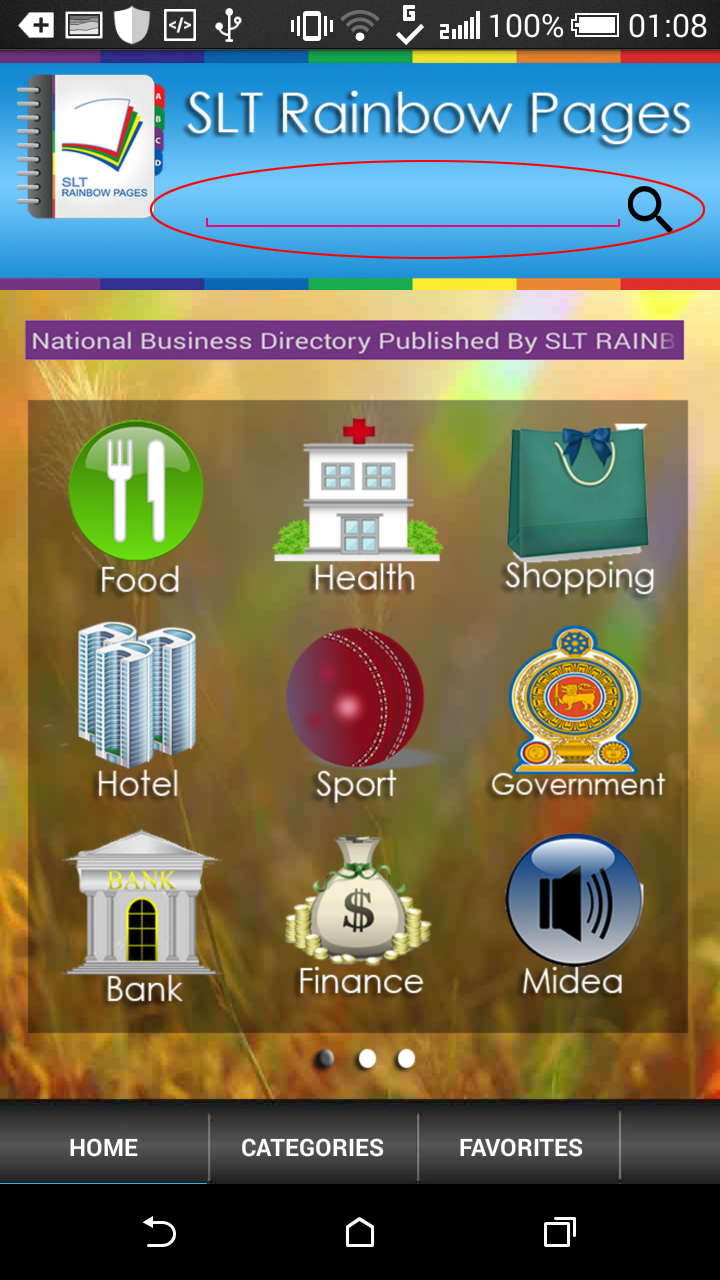 100% 01:08
SLT Rainbow Pages
A
B
C
D
SLT
RAINBOW PAGES
National Business Directory Published By SLT RAINB
Food Health Shopping
Hotel Sport Government
BANK
$
Bank Finance Midea
HOME CATEGORIES FAVORITES